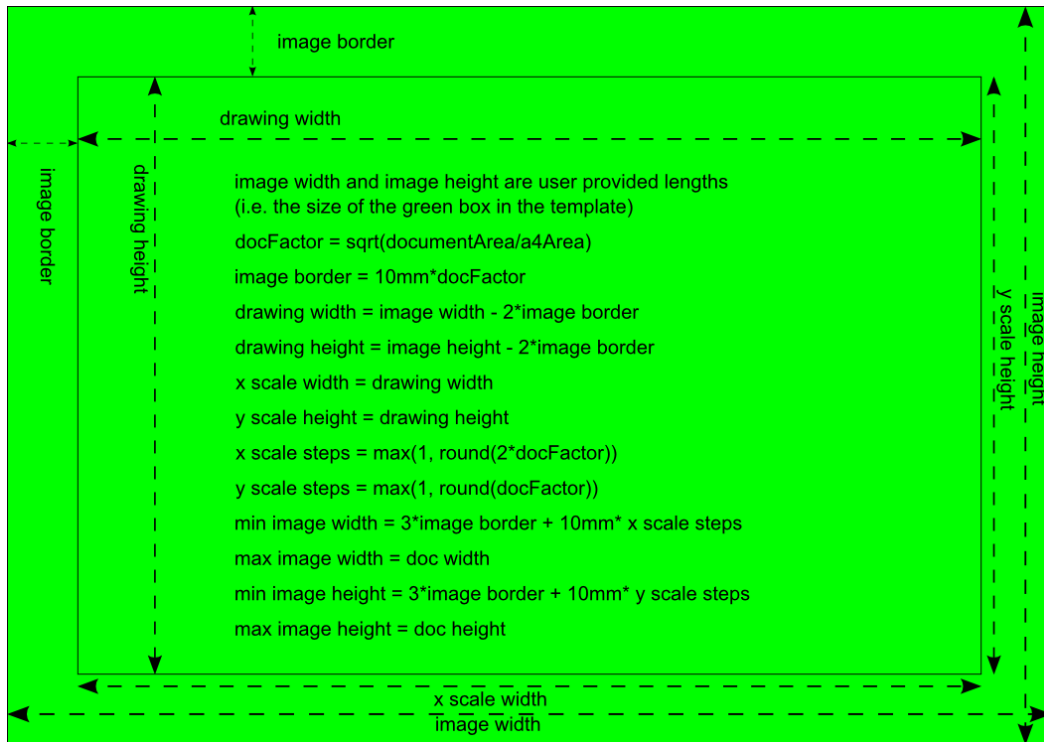 image border
drawing width
image border
drawing height
image width and image height are user provided lengths
(i.e. the size of the green box in the template)
docFactor = sqrt(documentArea/a4Area)
image border = 10mm*docFactor
drawing width = image width - 2*image border
drawing height = image height - 2*image border
x scale width = drawing width
y scale height = drawing height
x scale steps = max(1, round(2*docFactor))
y scale steps = max(1, round(docFactor))
min image width = 3*image border + 10mm* x scale steps
max image width = doc width
min image height = 3*image border + 10mm* y scale steps
max image height = doc height
y scale height
image height
x scale width
image width